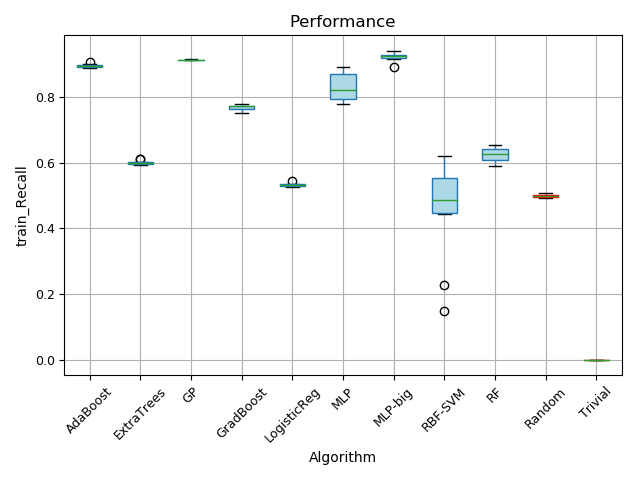 Performance
train_Recall
0.8
0.6
0.4
0.2
0.0
AdaBoost
ExtraTrees
GP
GradBoost
LogisticReg
MLP
MLP-big
RBF-SVM
RF
Random
Trivial
Algorithm